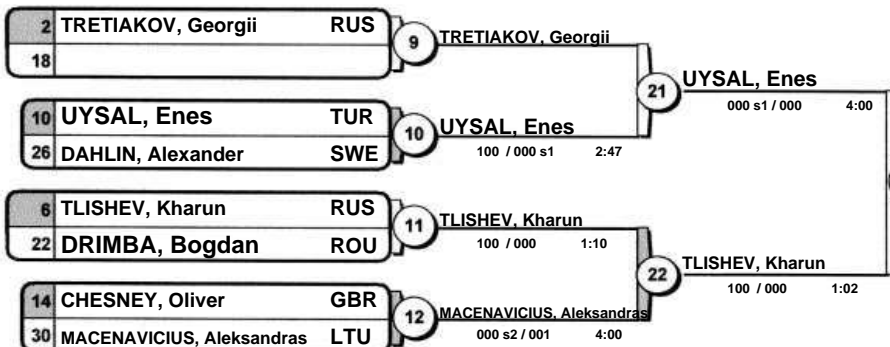 2 TRETIAKOV, Georgii RUS
18
9 TRETIAKOV, Georgii
10 UYSAL, Enes TUR
26 DAHLIN, Alexander SWE
10 UYSAL, Enes
100 / 000 s1 2:47
21 UYSAL, Enes
000 s1 / 000 4:00
6 TLISHEV, Kharun RUS
22 DRIMBA, Bogdan ROU
11 TLISHEV, Kharun
100 / 000 1:10
14 CHESNEY, Oliver GBR
30 MACENAVICIUS, Aleksandras LTU
12 MACENAVICIUS, Aleksandras
000 s2 / 001 4:00
22 TLISHEV, Kharun
100 / 000 1:02